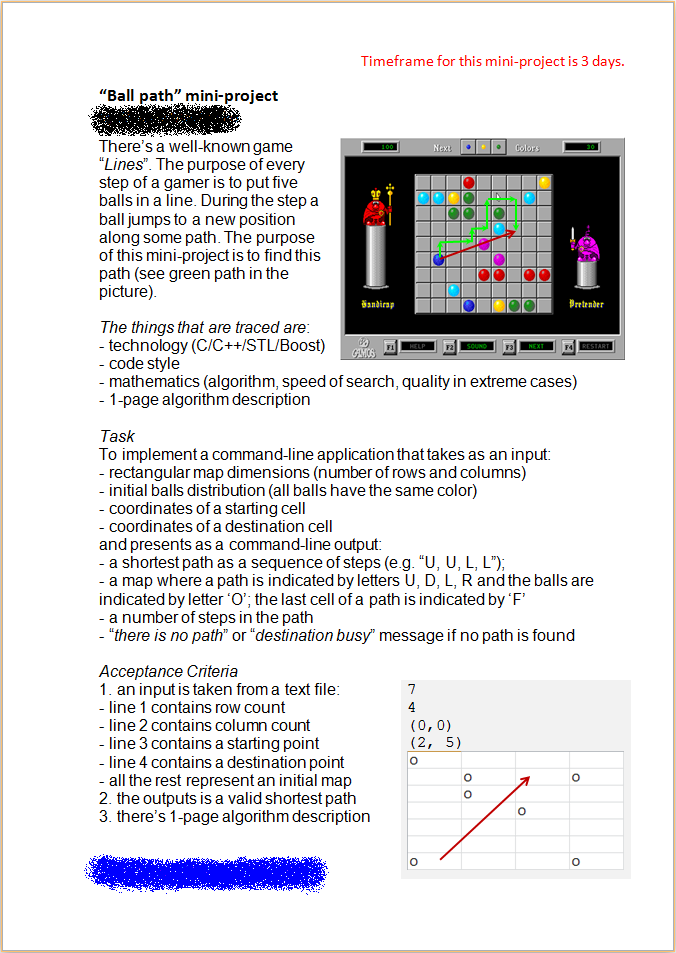 Timeframe for this mini-project is 3 days.
“Ball path” mini-project
There’s a well-known game
“Lines”. The purpose of every
step of a gamer is to put five
balls in a line. During the step a
ball jumps to a new position
along some path. The purpose
of this mini-project is to find this
path (see green path in the
picture).
100 Next Colors 30
Handicap Pretender
GAMOS F1 HELP F2 SOUND F3 NEXT F4 RESTART
The things that are traced are:
- technology (C/C++/STL/Boost)
- code style
- mathematics (algorithm, speed of search, quality in extreme cases)
- 1-page algorithm description
Task
To implement a command-line application that takes as an input:
- rectangular map dimensions (number of rows and columns)
- initial balls distribution (all balls have the same color)
- coordinates of a starting cell
- coordinates of a destination cell
and presents as a command-line output:
- a shortest path as a sequence of steps (e.g. “U, U, L, L”);
- a map where a path is indicated by letters U, D, L, R and the balls are
indicated by letter ‘O’; the last cell of a path is indicated by ‘F’
- a number of steps in the path
- “there is no path” or “destination busy” message if no path is found
Acceptance Criteria
1. an input is taken from a text file:
- line 1 contains row count
- line 2 contains column count
- line 3 contains a starting point
- line 4 contains a destination point
- all the rest represent an initial map
2. the outputs is a valid shortest path
3. there’s 1-page algorithm description
7
4
(0,0)
(2, 5)
O
O O
O
O
O O